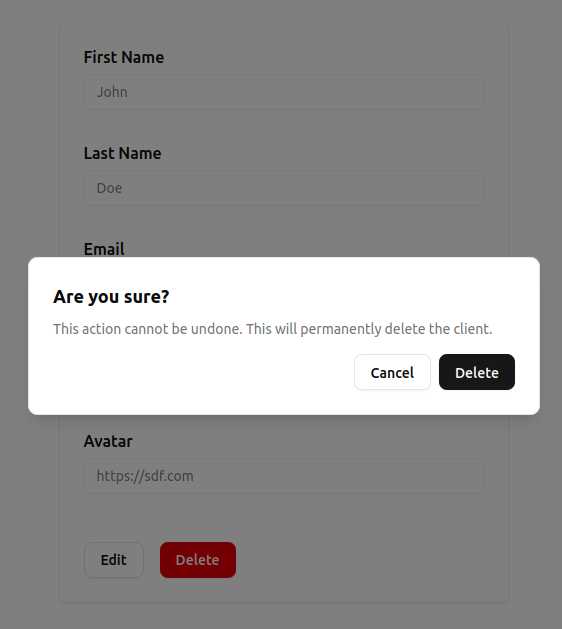 First Name
John
Last Name
Doe
Email
Are you sure?
This action cannot be undone. This will permanently delete the client.
Cancel
Delete
Avatar
https://sdf.com
Edit
Delete